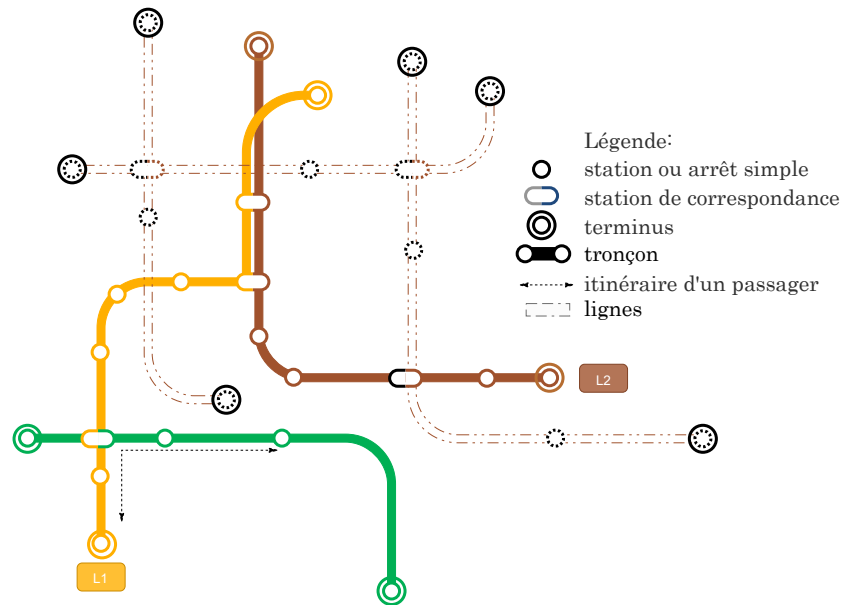 Légende:
station ou arrêt simple
station de correspondance
terminus
tronçon
itinéraire d'un passager
lignes
L2
L1